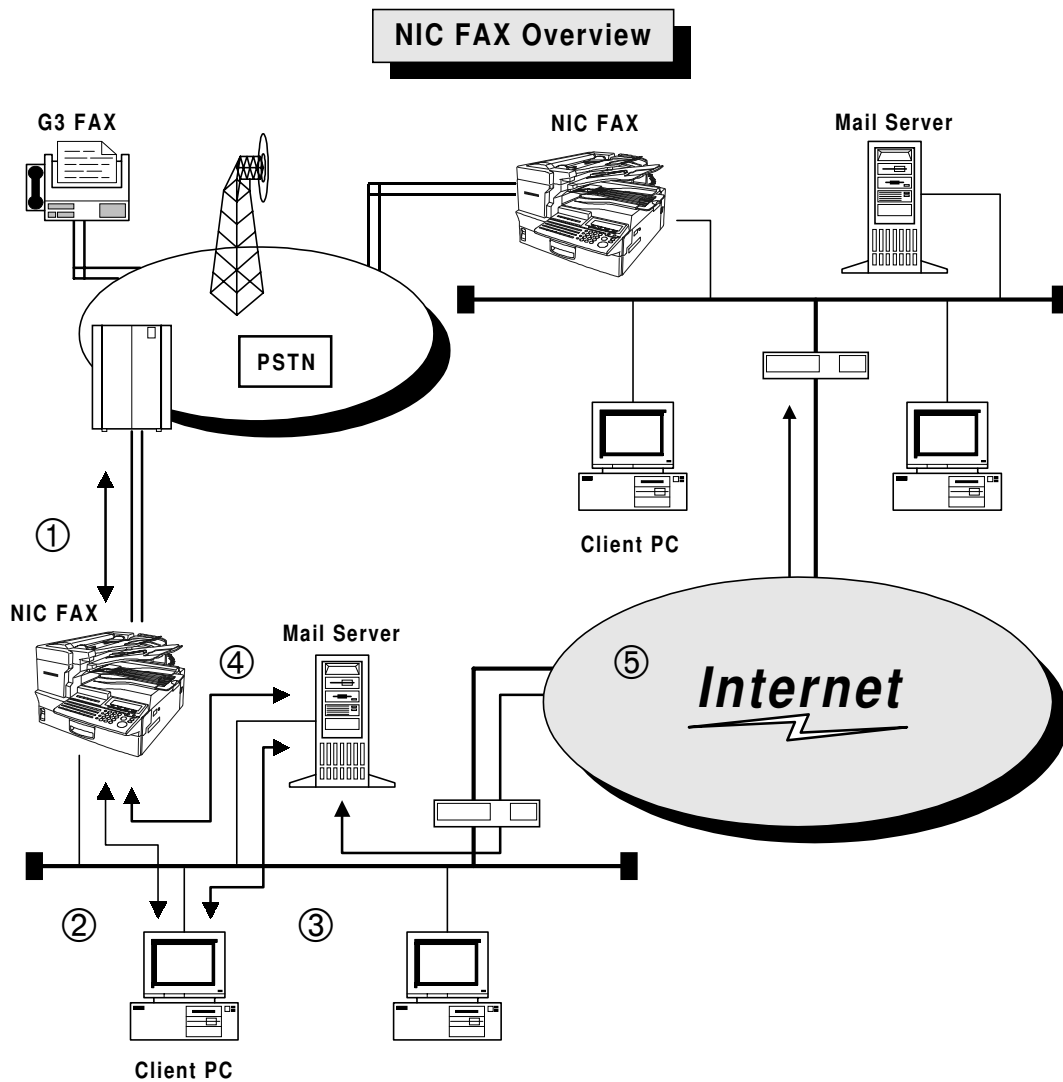 NIC FAX Overview
G3 FAX
NIC FAX
Mail Server
PSTN
Client PC
①
NIC FAX
Mail Server
④
⑤
Internet
②
③
Client PC